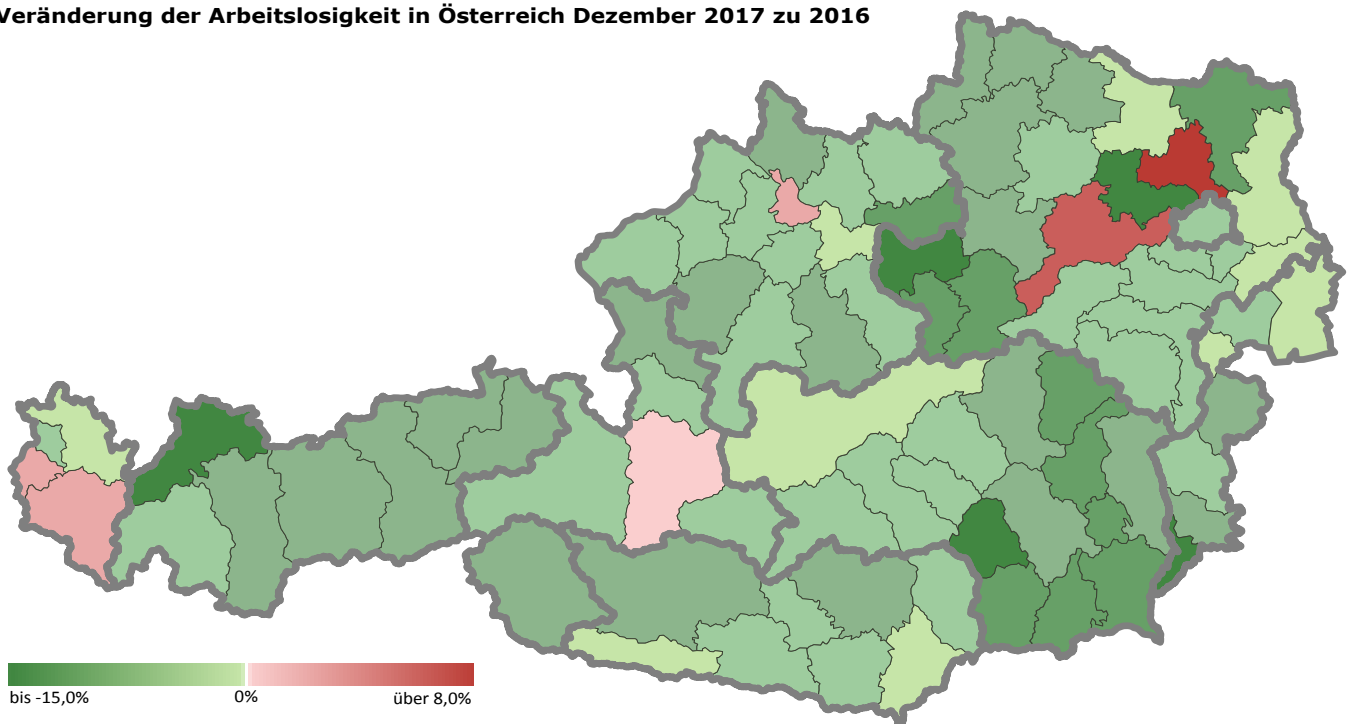 Veränderung der Arbeitslosigkeit in Österreich Dezember 2017 zu 2016
bis -15,0% 0% über 8,0%